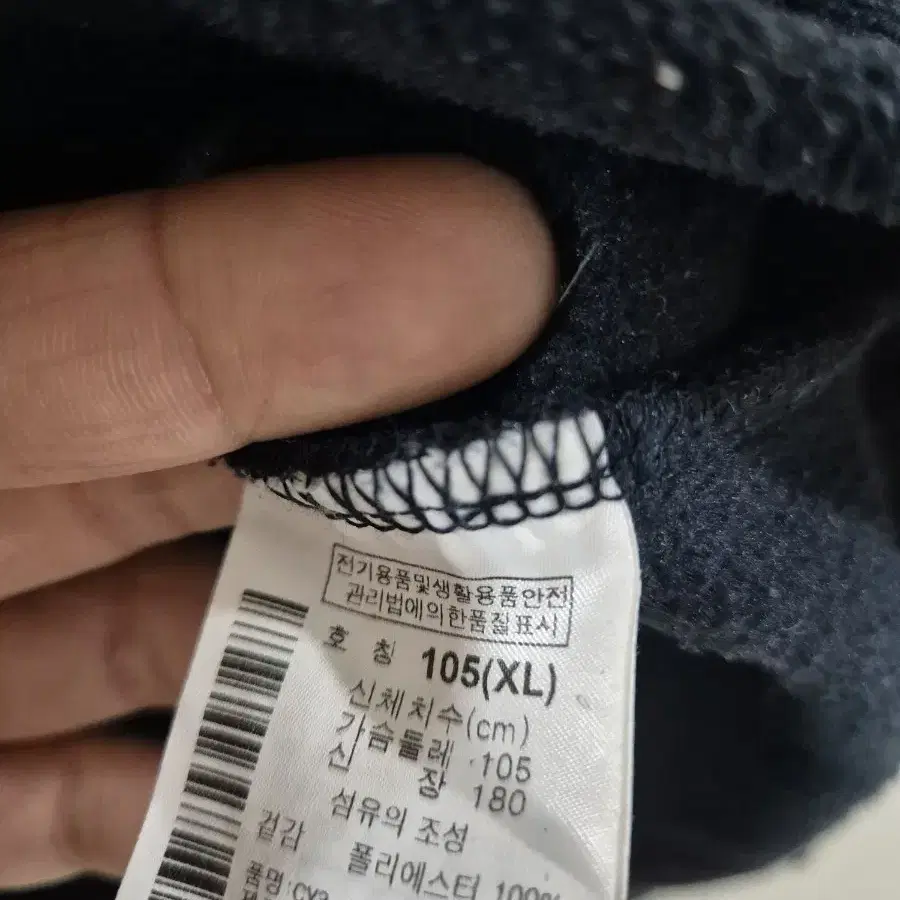 전기용품및생활용품안전
관리법에의한품질표시
호 칭 105(XL)
신체치수(cm)
가슴둘레 105
신 장 180
섬유의 조성
겉감 폴리에스터 100%
품명:CY3